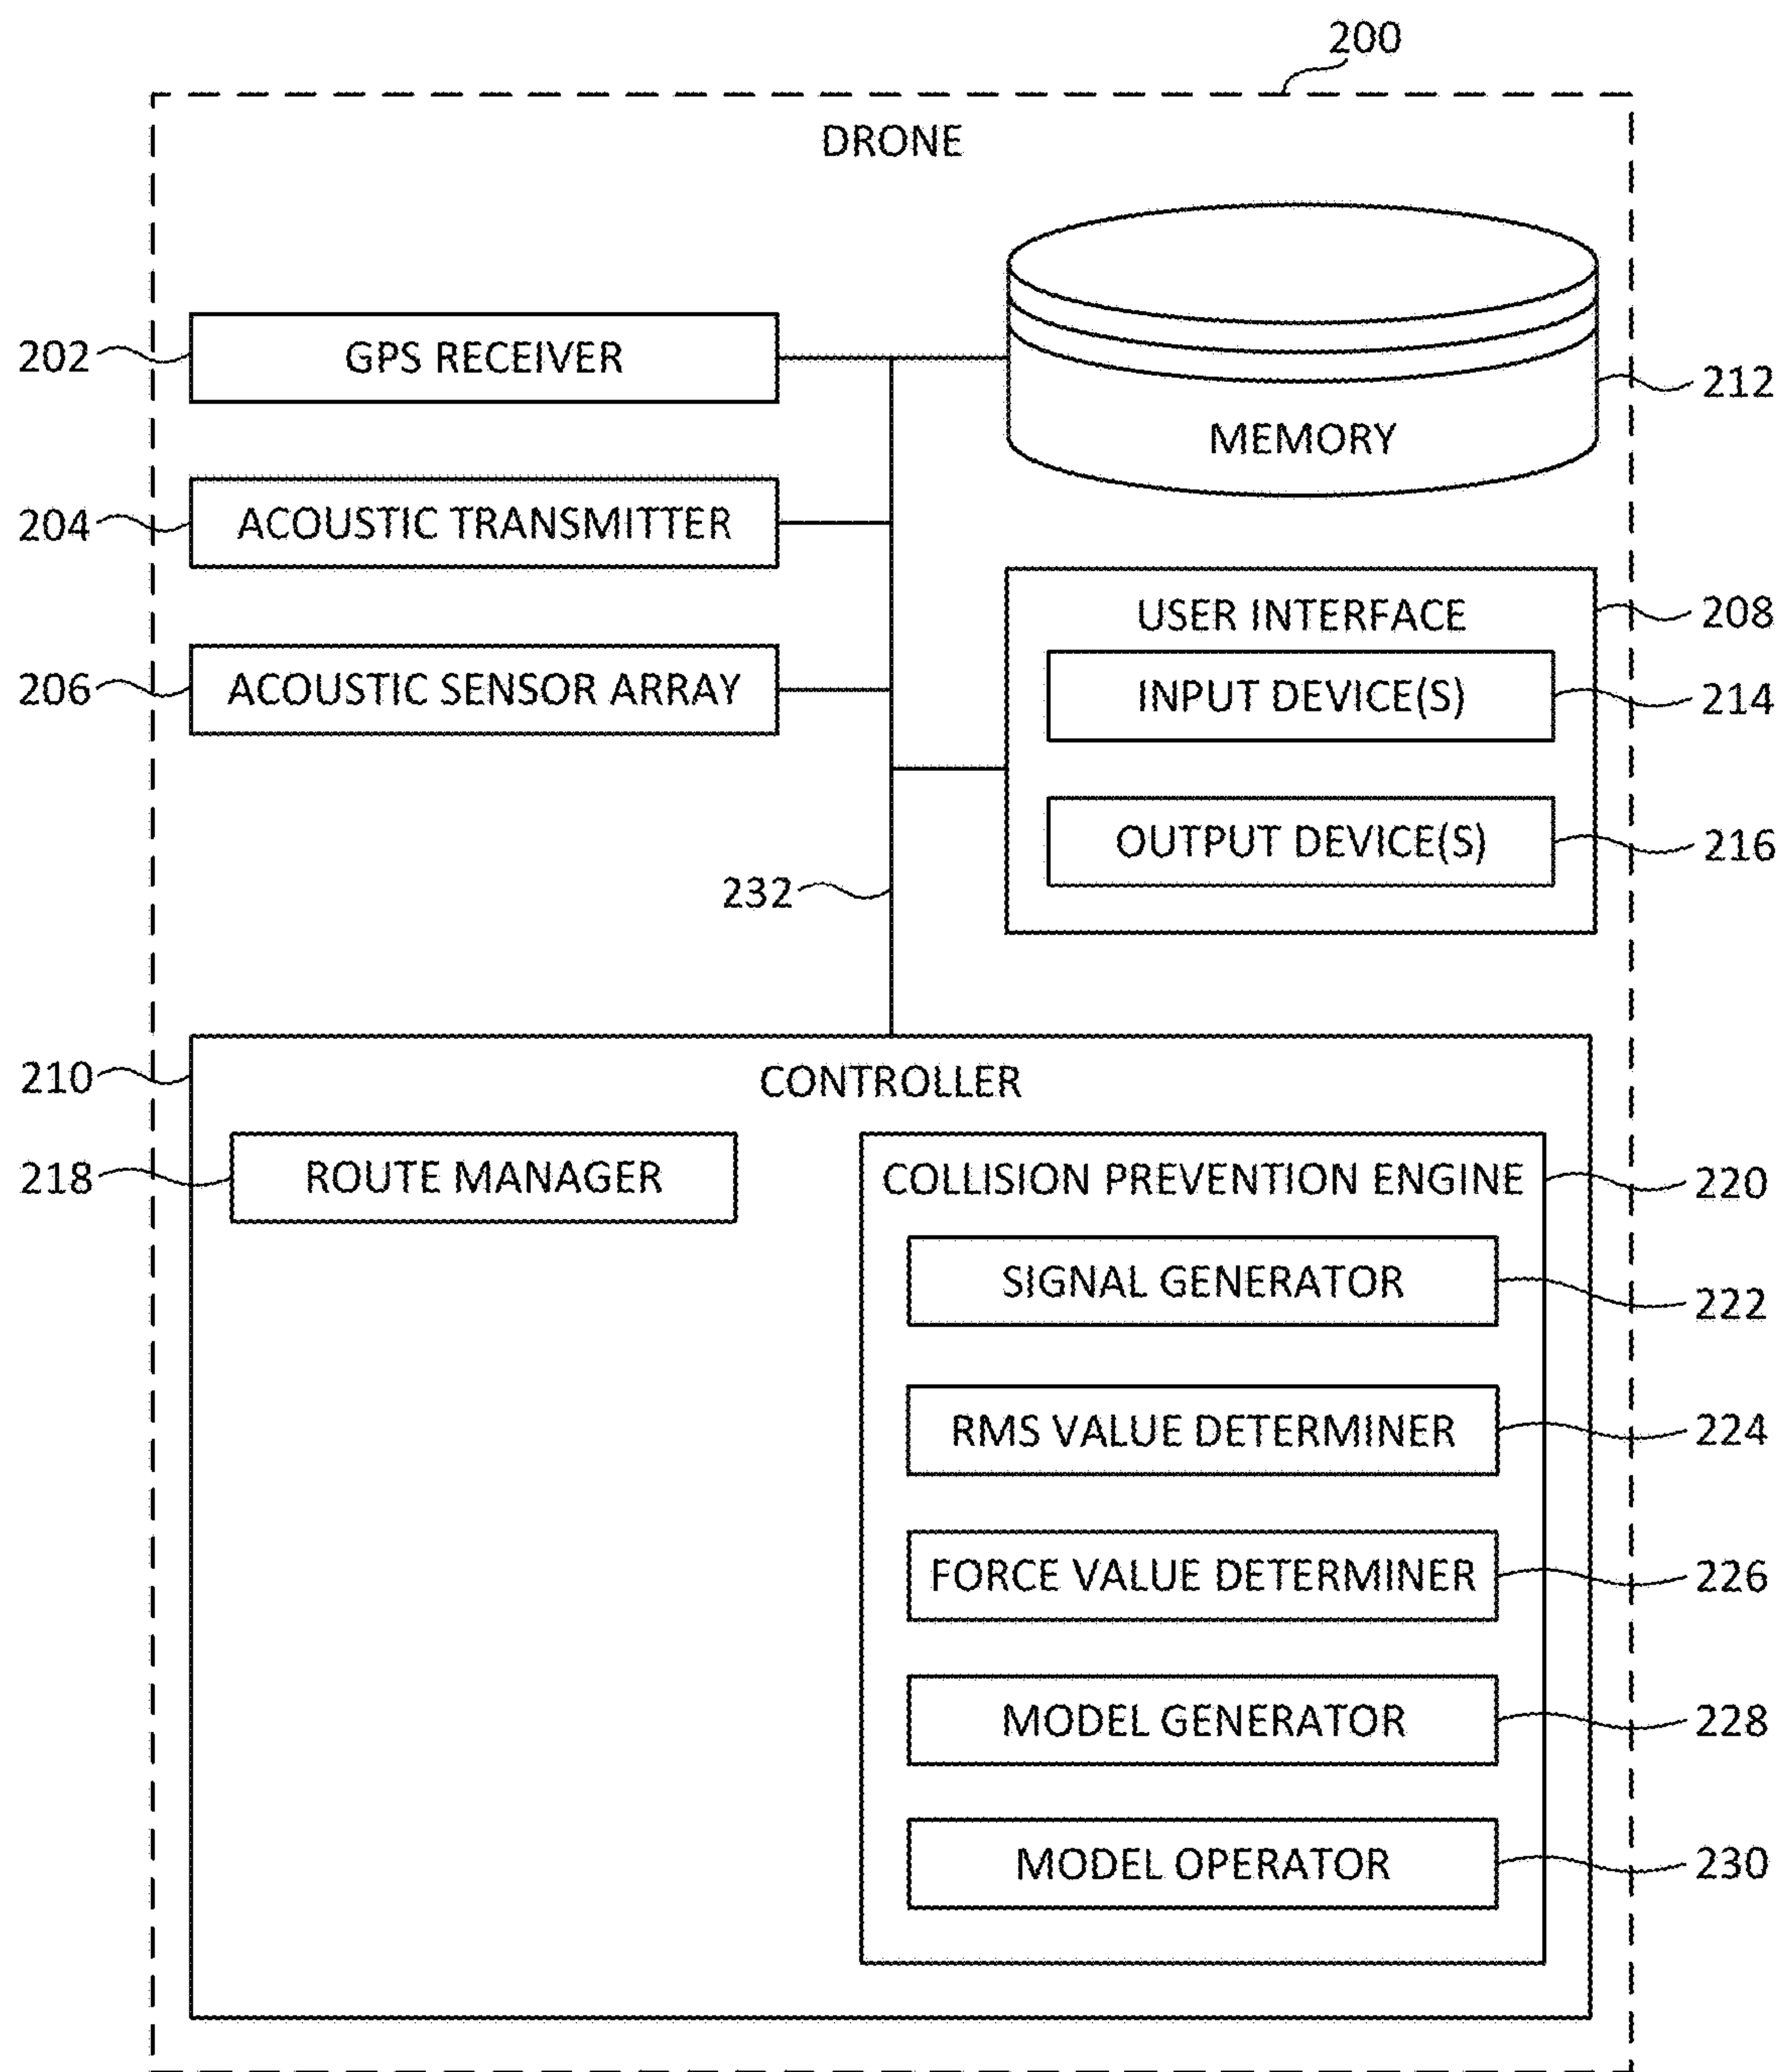 200
DRONE
202
GPS RECEIVER
212
MEMORY
204
ACOUSTIC TRANSMITTER
USER INTERFACE
208
206
ACOUSTIC SENSOR ARRAY
INPUT DEVICE(S)
214
OUTPUT DEVICE(S)
216
232
210
CONTROLLER
218
ROUTE MANAGER
COLLISION PREVENTION ENGINE
220
SIGNAL GENERATOR
222
RMS VALUE DETERMINER
224
FORCE VALUE DETERMINER
226
MODEL GENERATOR
228
MODEL OPERATOR
230